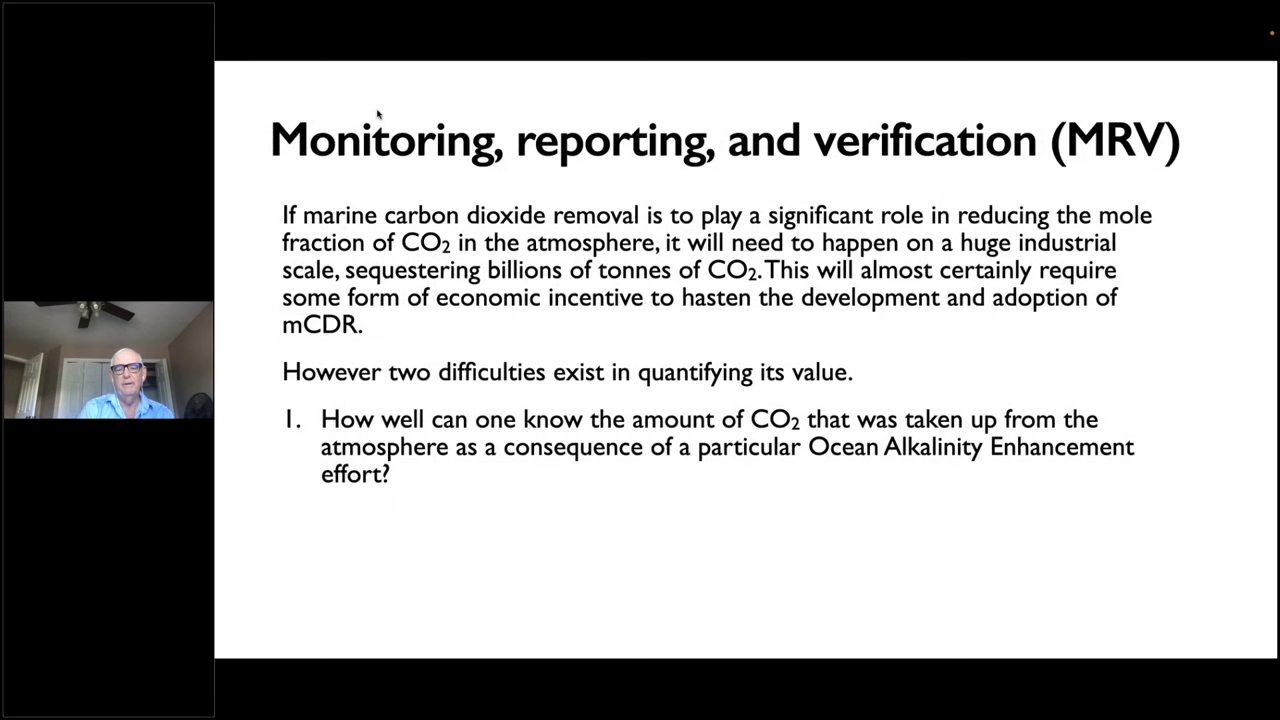 Monitoring, reporting, and verification (MRV)
If marine carbon dioxide removal is to play a significant role in reducing the mole
fraction of CO₂ in the atmosphere, it will need to happen on a huge industrial
scale, sequestering billions of tonnes of CO₂. This will almost certainly require
some form of economic incentive to hasten the development and adoption of
mCDR.
However two difficulties exist in quantifying its value.
1. How well can one know the amount of CO₂ that was taken up from the
atmosphere as a consequence of a particular Ocean Alkalinity Enhancement
effort?